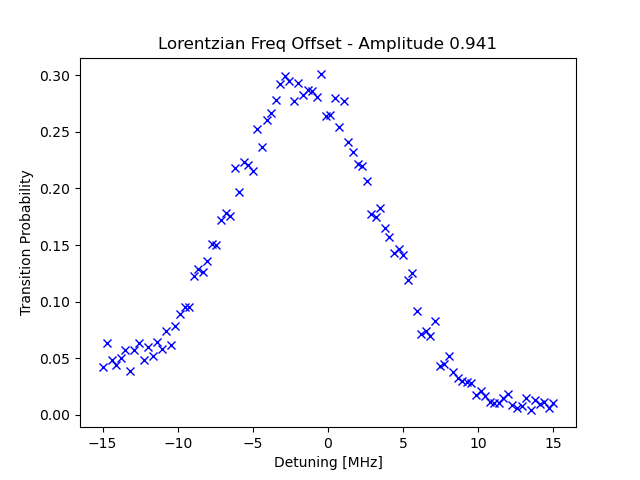 Lorentzian Freq Offset - Amplitude 0.941
Transition Probability
0.30
0.25
0.20
0.15
0.10
0.05
0.00
−15 −10 −5 0 5 10 15
Detuning [MHz]